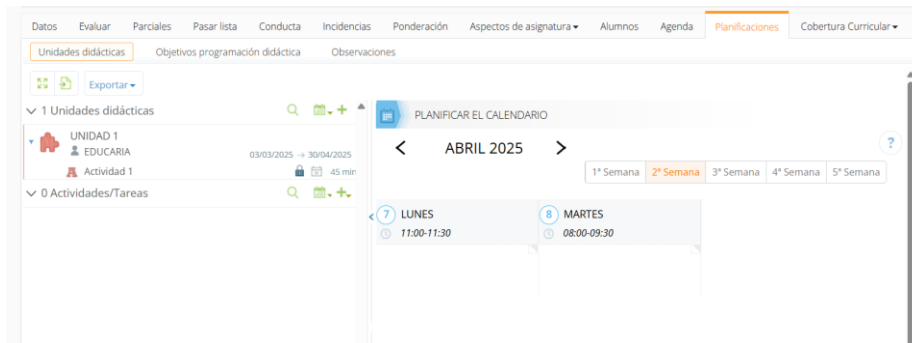 Datos Evaluar Parciales Pasar lista Conducta Incidencias Ponderación Aspectos de asignatura Alumnos Agenda Planificaciones Cobertura Curricular
Unidades didácticas Objetivos programación didáctica Observaciones
Exportar
1 Unidades didácticas
UNIDAD 1
EDUCARIA 03/03/2025 → 30/04/2025
Actividad 1 45 min
0 Actividades/Tareas
PLANIFICAR EL CALENDARIO
ABRIL 2025
?
1ª Semana 2ª Semana 3ª Semana 4ª Semana 5ª Semana
7 LUNES 8 MARTES
11:00-11:30 08:00-09:30